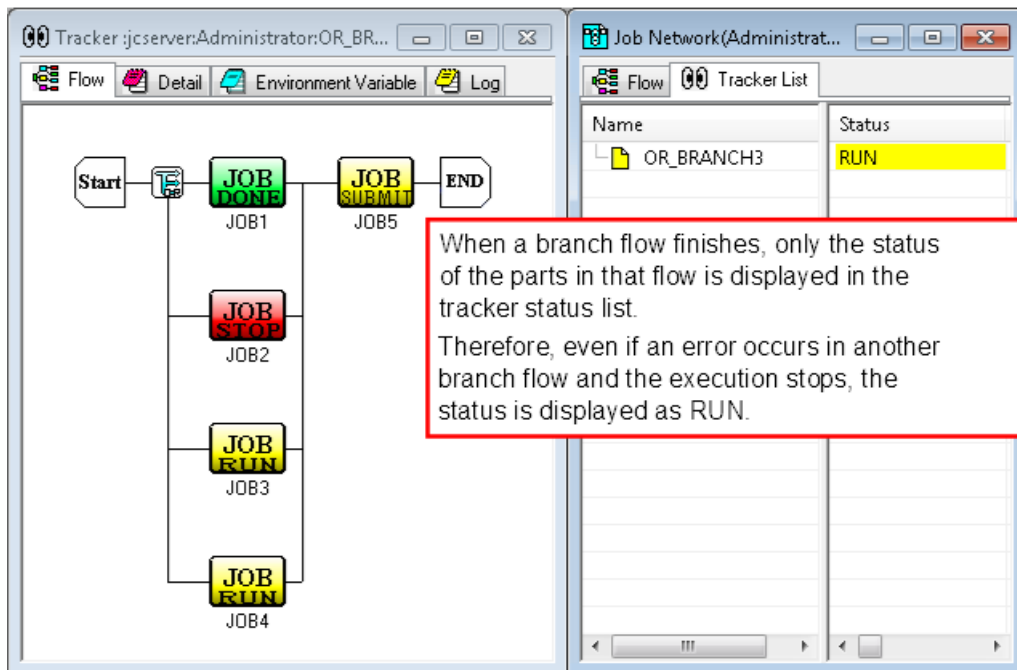 Tracker :jcserver:Administrator:OR_BR...
Flow
Detail
Environment Variable
Log
Start
OR
JOB
DONE
JOB1
JOB
SUBMIT
JOB5
END
JOB
STOP
JOB2
JOB
RUN
JOB3
JOB
RUN
JOB4
Job Network(Administrat...
Flow
Tracker List
Name
Status
OR_BRANCH3
RUN
When a branch flow finishes, only the status
of the parts in that flow is displayed in the
tracker status list.
Therefore, even if an error occurs in another
branch flow and the execution stops, the
status is displayed as RUN.